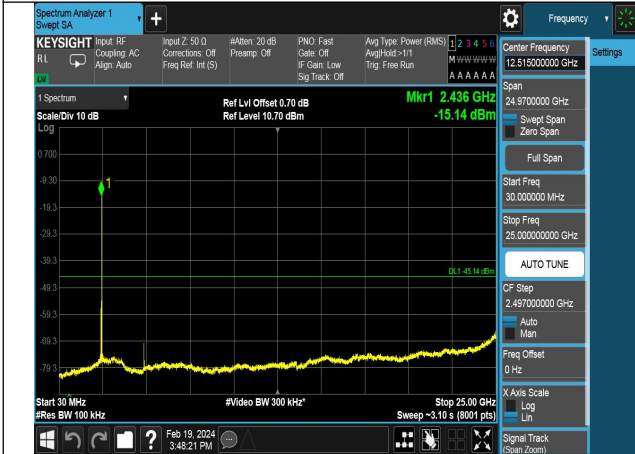 Spectrum Analyzer 1
Swept SA
+
Frequency
KEYSIGHT
Input: RF
Coupling: AC
Align: Auto
Input Z: 50 Ω
Corrections: Off
Freq Ref: Int (S)
#Atten: 20 dB
Preamp: Off
PNO: Fast
Gate: Off
IF Gain: Low
Sig Track: Off
Avg Type: Power (RMS)
Avg|Hold:>1/1
Trig: Free Run
1 2 3 4 5 6
M W W W W W
A A A A A A
R L
LXI
1 Spectrum
Scale/Div 10 dB
Ref Lvl Offset 0.70 dB
Ref Level 10.70 dBm
Mkr1 2.436 GHz
-15.14 dBm
Log
0.700
-9.30
-19.3
-29.3
-39.3
-49.3
-59.3
-69.3
-79.3
1
DL1 -45.14 dBm
Start 30 MHz
#Res BW 100 kHz
#Video BW 300 kHz*
Stop 25.00 GHz
Sweep ~3.10 s (8001 pts)
?
Feb 19, 2024
3:48:21 PM
Center Frequency
12.515000000 GHz
Settings
Span
24.9700000 GHz
Swept Span
Zero Span
Full Span
Start Freq
30.000000 MHz
Stop Freq
25.000000000 GHz
AUTO TUNE
CF Step
2.497000000 GHz
Auto
Man
Freq Offset
0 Hz
X Axis Scale
Log
Lin
Signal Track
(Span Zoom)